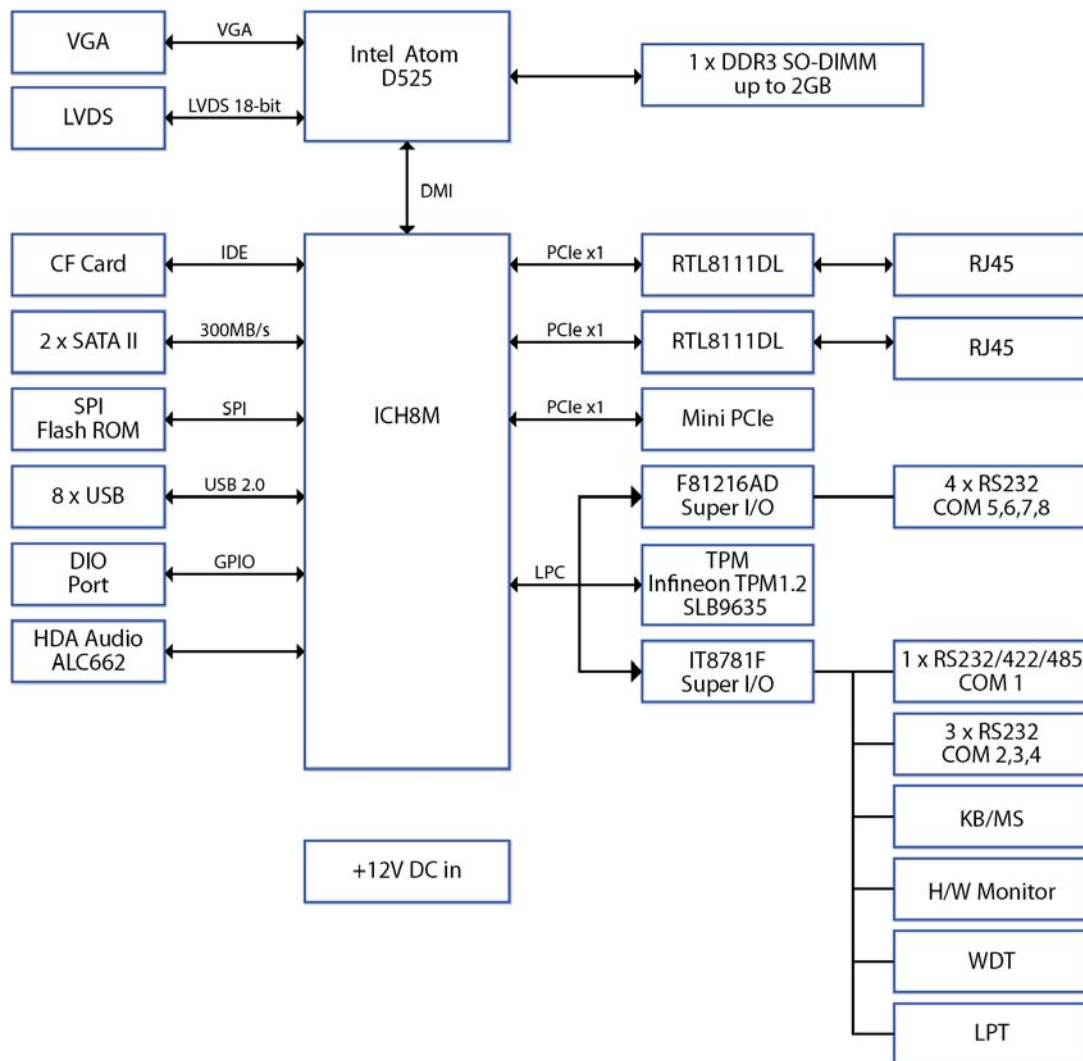 VGA
VGA
Intel Atom
D525
1 x DDR3 SO-DIMM
up to 2GB
LVDS
LVDS 18-bit
DMI
CF Card
IDE
ICH8M
PCIe x1
RTL8111DL
RJ45
2 x SATA II
300MB/s
PCIe x1
RTL8111DL
RJ45
SPI
Flash ROM
SPI
PCIe x1
Mini PCIe
8 x USB
USB 2.0
F81216AD
Super I/O
4 x RS232
COM 5,6,7,8
DIO
Port
GPIO
LPC
TPM
Infineon TPM1.2
SLB9635
HDA Audio
ALC662
IT8781F
Super I/O
1 x RS232/422/485
COM 1
3 x RS232
COM 2,3,4
KB/MS
+12V DC in
H/W Monitor
WDT
LPT